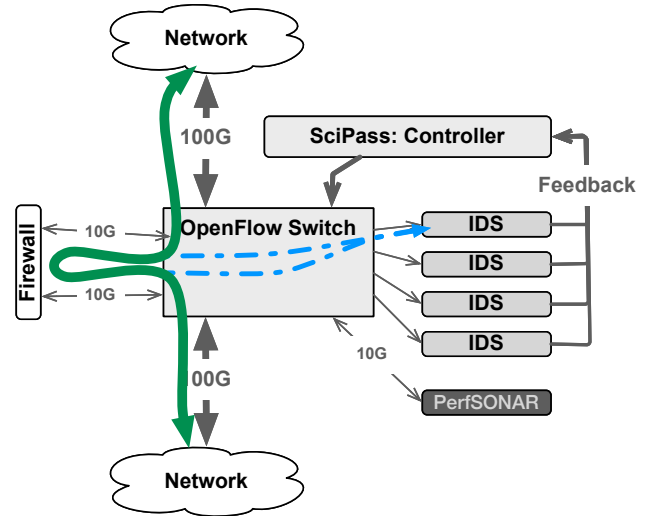 Network
100G
SciPass: Controller
Feedback
10G
OpenFlow Switch
IDS
Firewall
IDS
10G
IDS
IDS
10G
00G
PerfSONAR
Network